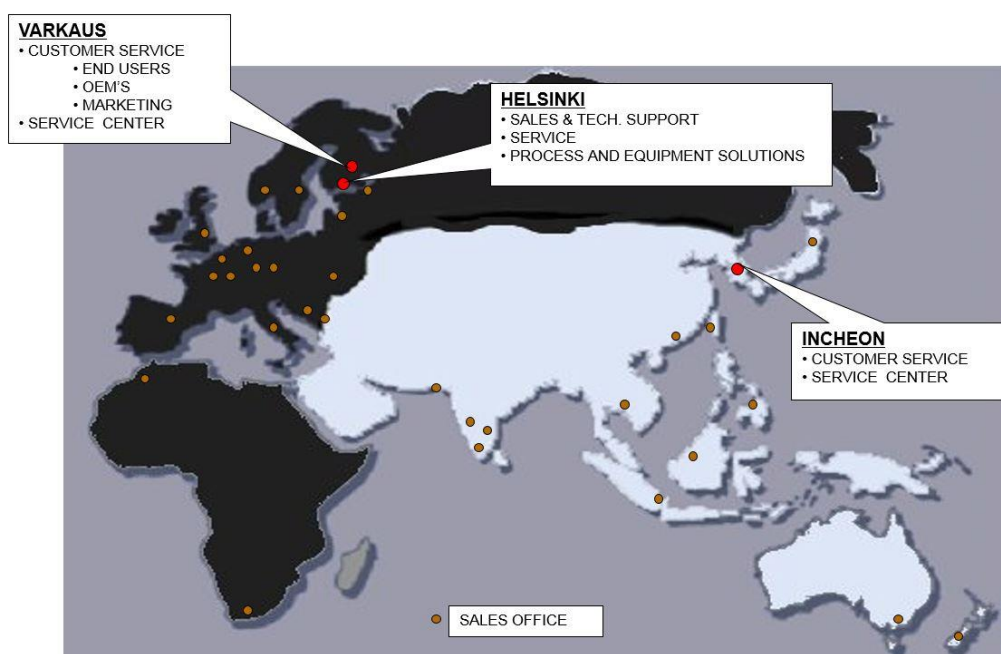 VARKAUS
• CUSTOMER SERVICE
• END USERS
• OEM'S
• MARKETING
• SERVICE CENTER
HELSINKI
• SALES & TECH. SUPPORT
• SERVICE
• PROCESS AND EQUIPMENT SOLUTIONS
INCHEON
• CUSTOMER SERVICE
• SERVICE CENTER
SALES OFFICE